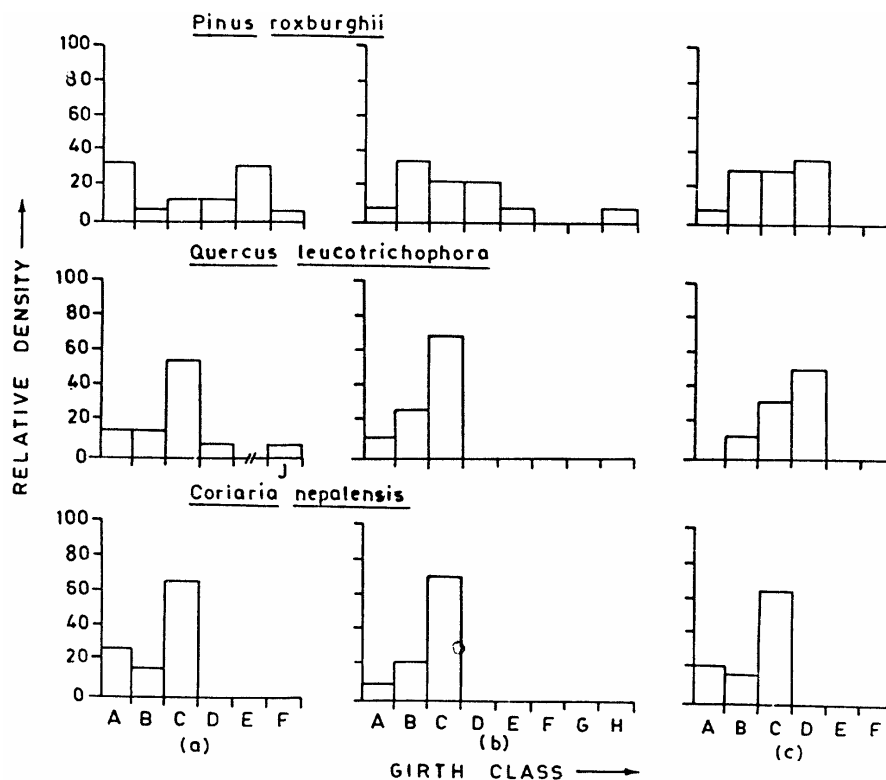 Pinus roxburghii
100
80
60
40
20
0
Quercus leucotrichophora
100
80
60
40
20
0
J
Coriaria nepalensis
100
80
60
40
20
0
A B C D E F
A B C D E F G H
A B C D E F
(a) (b) (c)
GIRTH CLASS
RELATIVE DENSITY